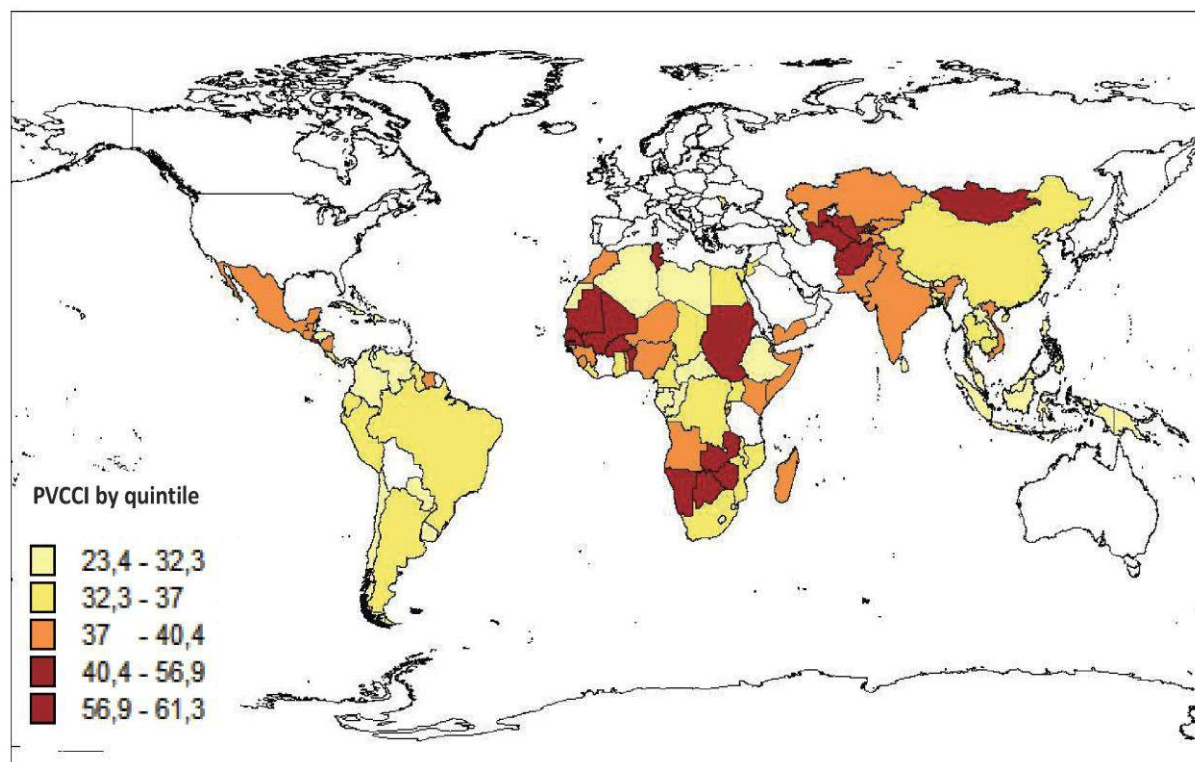 PVCCI by quintile
23,4 - 32,3
32,3 - 37
37 - 40,4
40,4 - 56,9
56,9 - 61,3